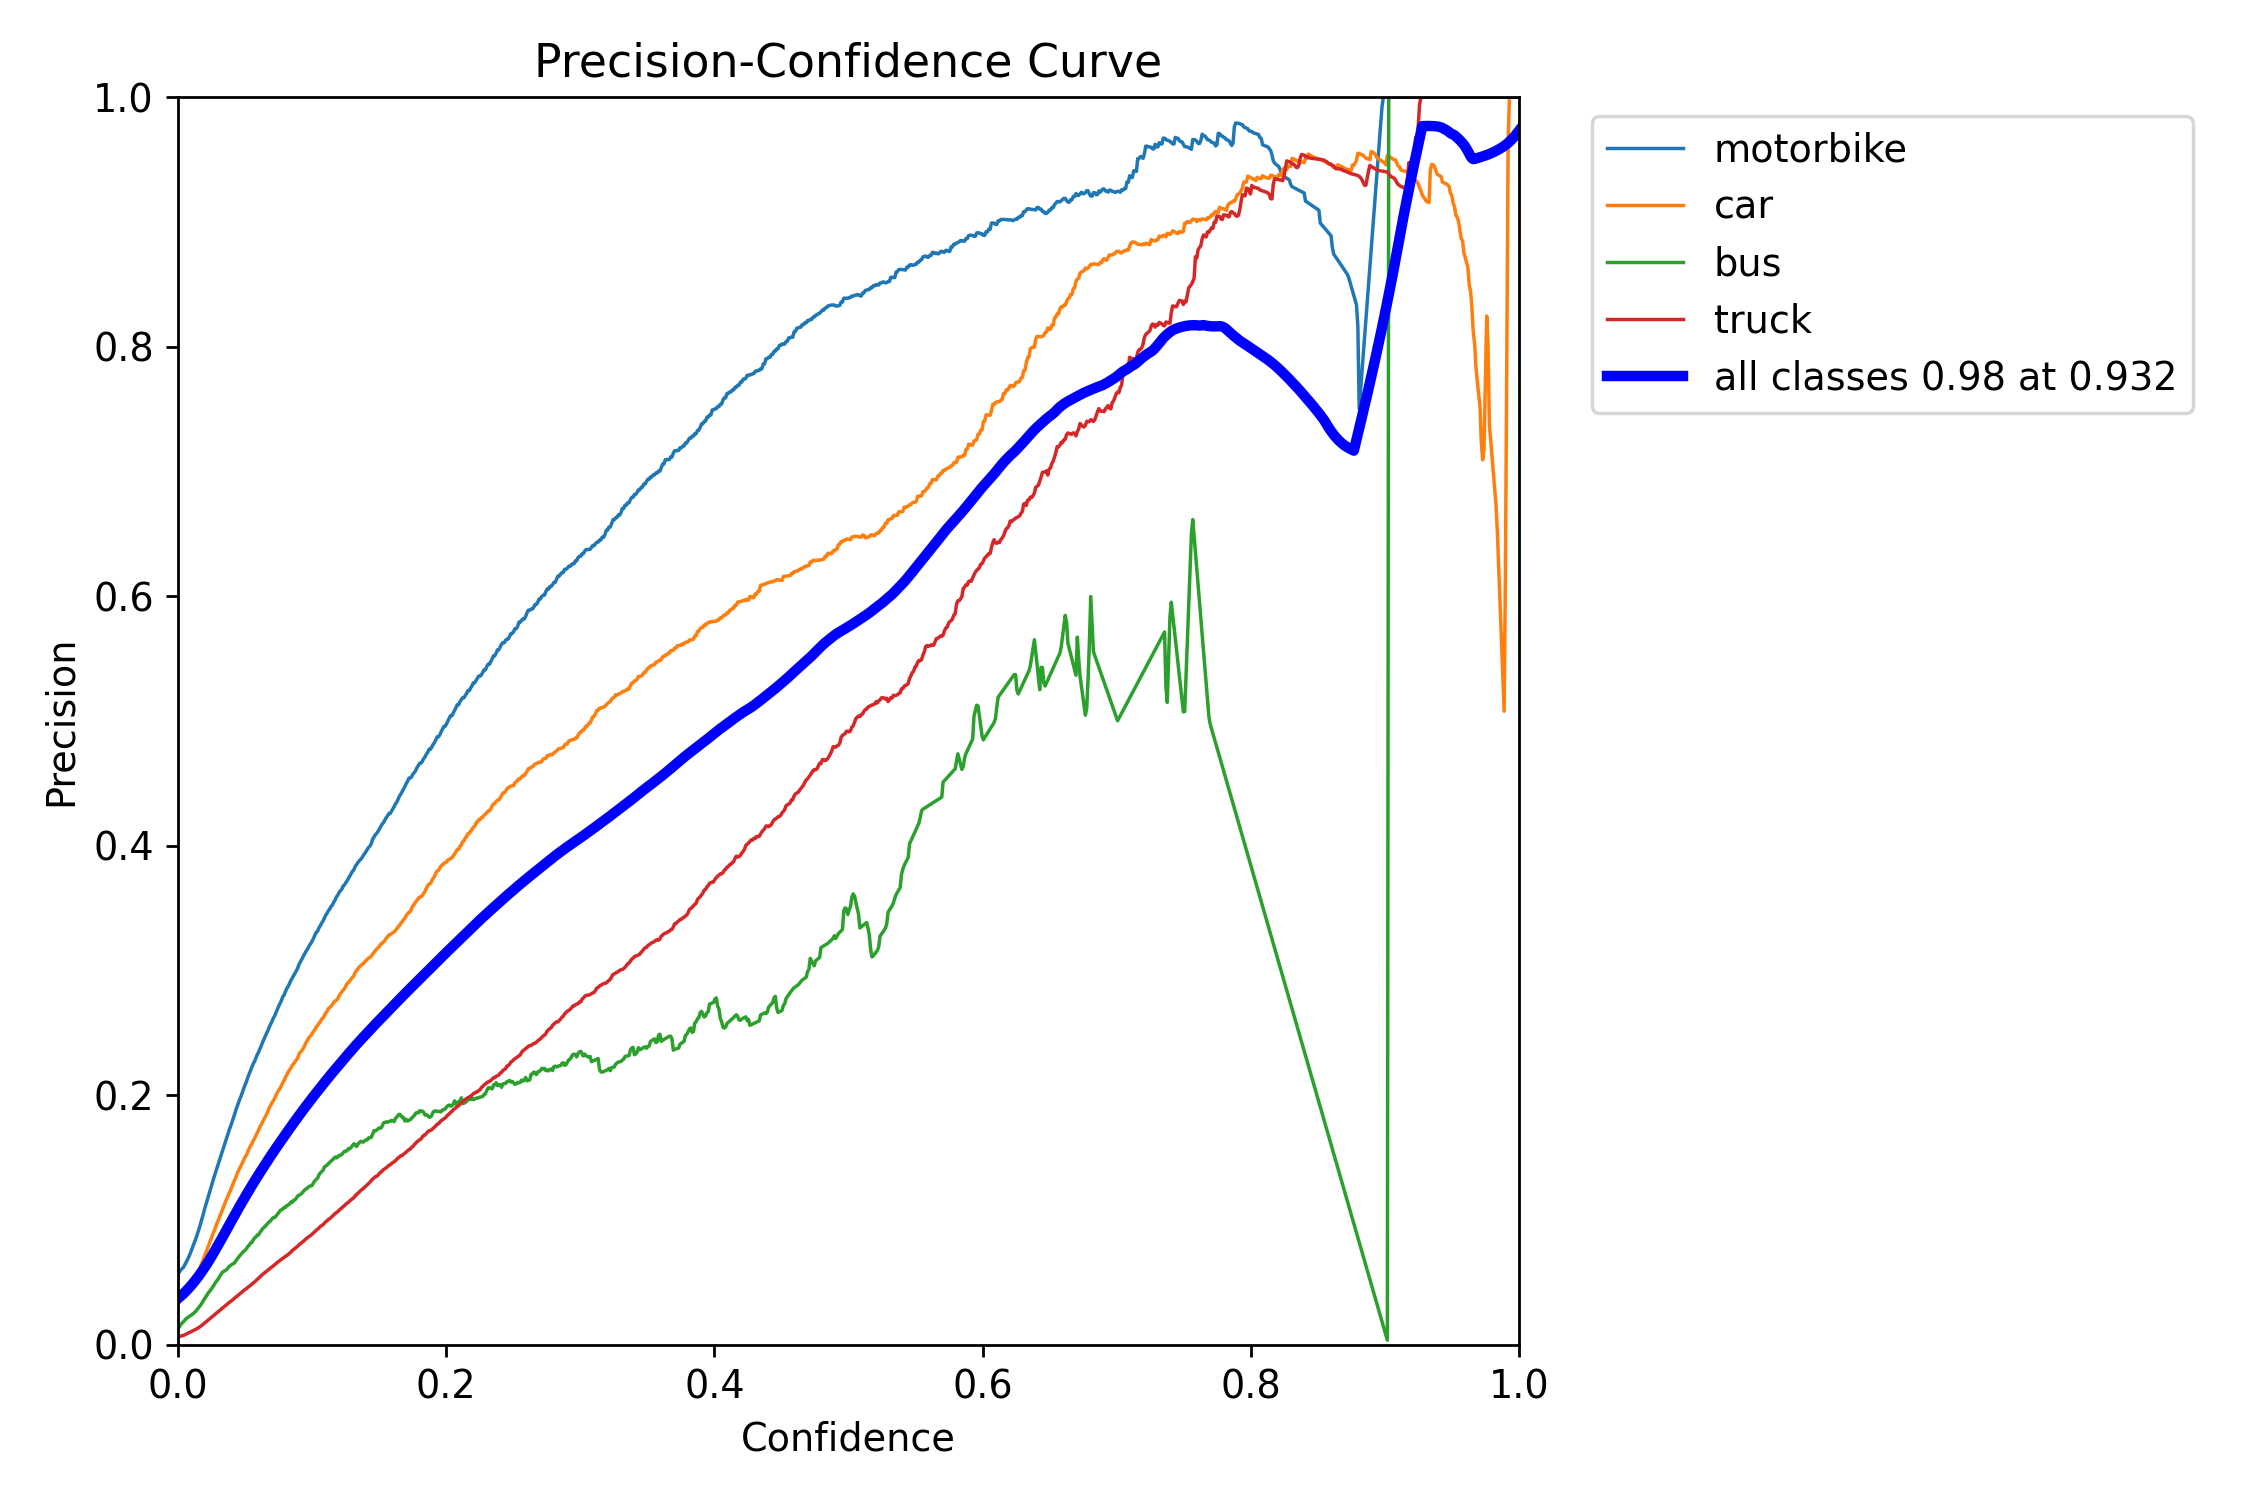 Precision-Confidence Curve
1.0
0.8
0.6
0.4
0.2
0.0
Precision
0.0 0.2 0.4 0.6 0.8 1.0
Confidence
motorbike
car
bus
truck
all classes 0.98 at 0.932